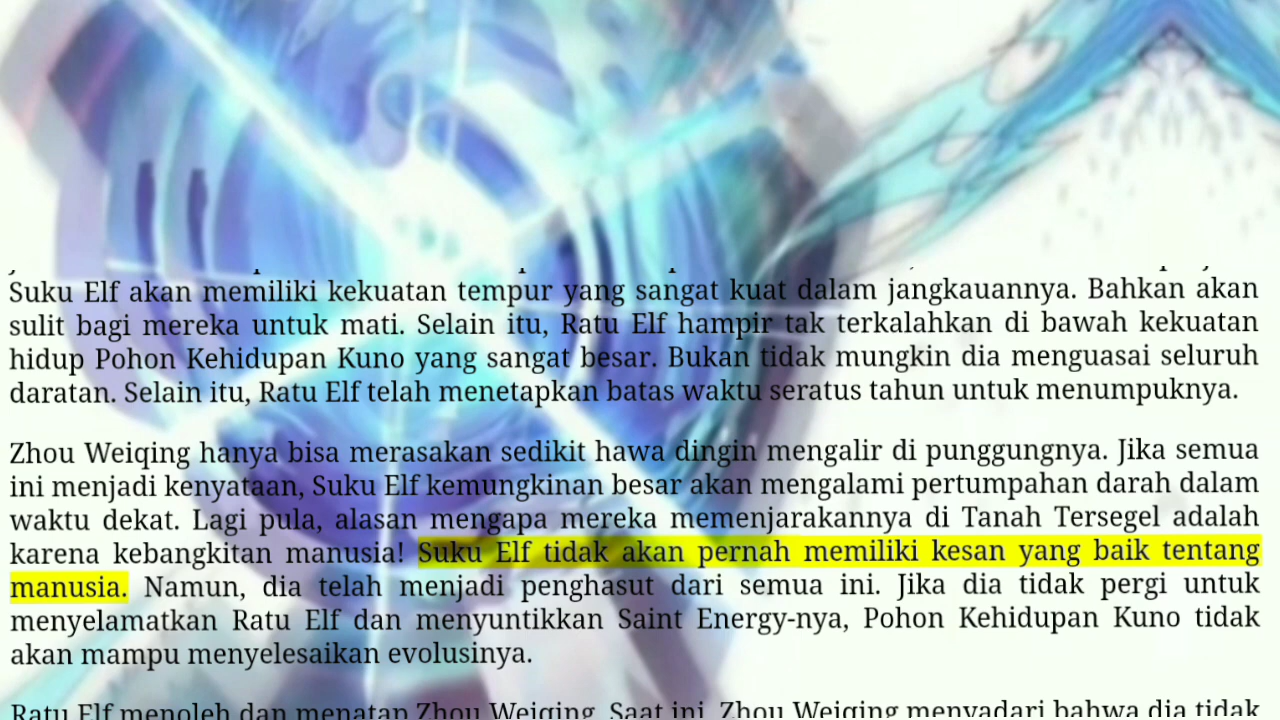 Suku Elf akan memiliki kekuatan tempur yang sangat kuat dalam jangkauannya. Bahkan akan
sulit bagi mereka untuk mati. Selain itu, Ratu Elf hampir tak terkalahkan di bawah kekuatan
hidup Pohon Kehidupan Kuno yang sangat besar. Bukan tidak mungkin dia menguasai seluruh
daratan. Selain itu, Ratu Elf telah menetapkan batas waktu seratus tahun untuk menumpuknya.
Zhou Weiqing hanya bisa merasakan sedikit hawa dingin mengalir di punggungnya. Jika semua
ini menjadi kenyataan, Suku Elf kemungkinan besar akan mengalami pertumpahan darah dalam
waktu dekat. Lagi pula, alasan mengapa mereka memenjarakannya di Tanah Tersegel adalah
karena kebangkitan manusia! Suku Elf tidak akan pernah memiliki kesan yang baik tentang
manusia. Namun, dia telah menjadi penghasut dari semua ini. Jika dia tidak pergi untuk
menyelamatkan Ratu Elf dan menyuntikkan Saint Energy-nya, Pohon Kehidupan Kuno tidak
akan mampu menyelesaikan evolusinya.
Ratu Elf menoleh dan menatap Zhou Weiqing. Saat ini, Zhou Weiqing menyadari bahwa dia tidak